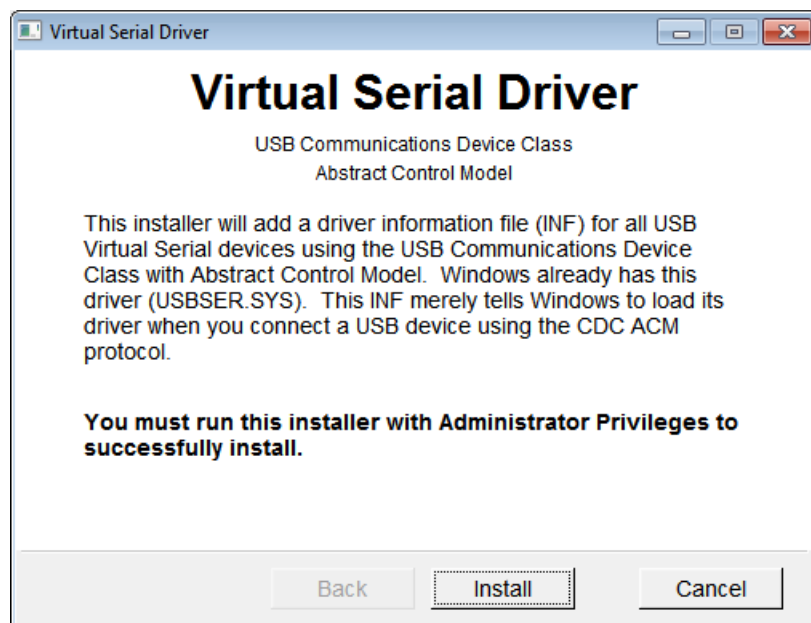 Virtual Serial Driver
Virtual Serial Driver
USB Communications Device Class
Abstract Control Model
This installer will add a driver information file (INF) for all USB
Virtual Serial devices using the USB Communications Device
Class with Abstract Control Model.  Windows already has this
driver (USBSER.SYS).  This INF merely tells Windows to load its
driver when you connect a USB device using the CDC ACM
protocol.
You must run this installer with Administrator Privileges to
successfully install.
Back
Install
Cancel